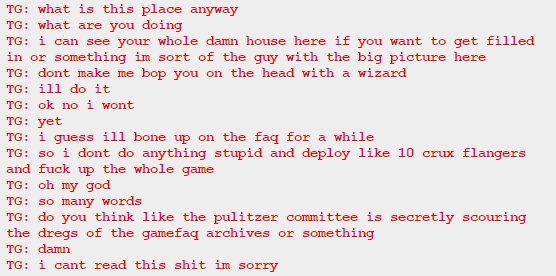 TG: what is this place anyway
TG: what are you doing
TG: i can see your whole damn house here if you want to get filled
in or something im sort of the guy with the big picture here
TG: dont make me bop you on the head with a wizard
TG: ill do it
TG: ok no i wont
TG: yet
TG: i guess ill bone up on the faq for a while
TG: so i dont do anything stupid and deploy like 10 crux flangers
and fuck up the whole game
TG: oh my god
TG: so many words
TG: do you think like the pulitzer committee is secretly scouring
the dregs of the gamefaq archives or something
TG: damn
TG: i cant read this shit im sorry